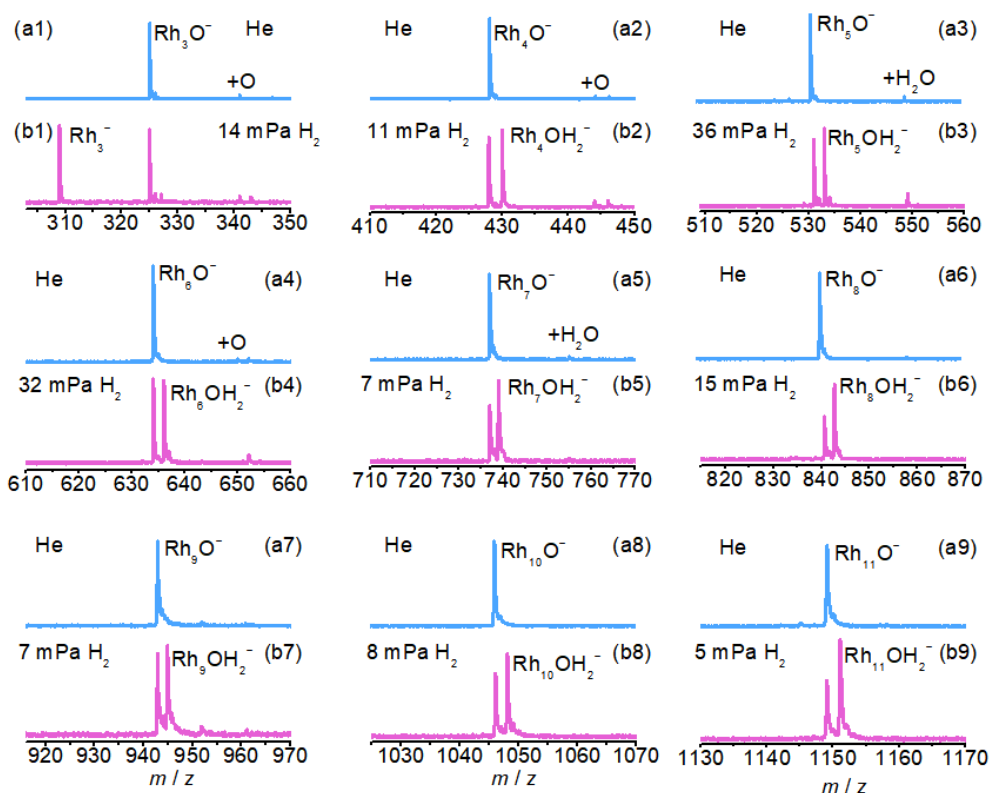 (a1) Rh₃O⁻ He
+O
(b1) Rh₃⁻ 14 mPa H₂
310 320 330 340 350
He Rh₄O⁻ (a2)
+O
11 mPa H₂ Rh₄OH₂⁻ (b2)
410 420 430 440 450
He Rh₅O⁻ (a3)
+H₂O
36 mPa H₂ Rh₅OH₂⁻ (b3)
510 520 530 540 550 560
He Rh₆O⁻ (a4)
+O
32 mPa H₂ Rh₆OH₂⁻ (b4)
610 620 630 640 650 660
He Rh₇O⁻ (a5)
+H₂O
7 mPa H₂ Rh₇OH₂⁻ (b5)
710 720 730 740 750 760 770
He Rh₈O⁻ (a6)
15 mPa H₂ Rh₈OH₂⁻ (b6)
820 830 840 850 860 870
He Rh₉O⁻ (a7)
7 mPa H₂ Rh₉OH₂⁻ (b7)
920 930 940 950 960 970
m / z
He Rh₁₀O⁻ (a8)
8 mPa H₂ Rh₁₀OH₂⁻ (b8)
1030 1040 1050 1060 1070
m / z
He Rh₁₁O⁻ (a9)
5 mPa H₂ Rh₁₁OH₂⁻ (b9)
1130 1140 1150 1160 1170
m / z